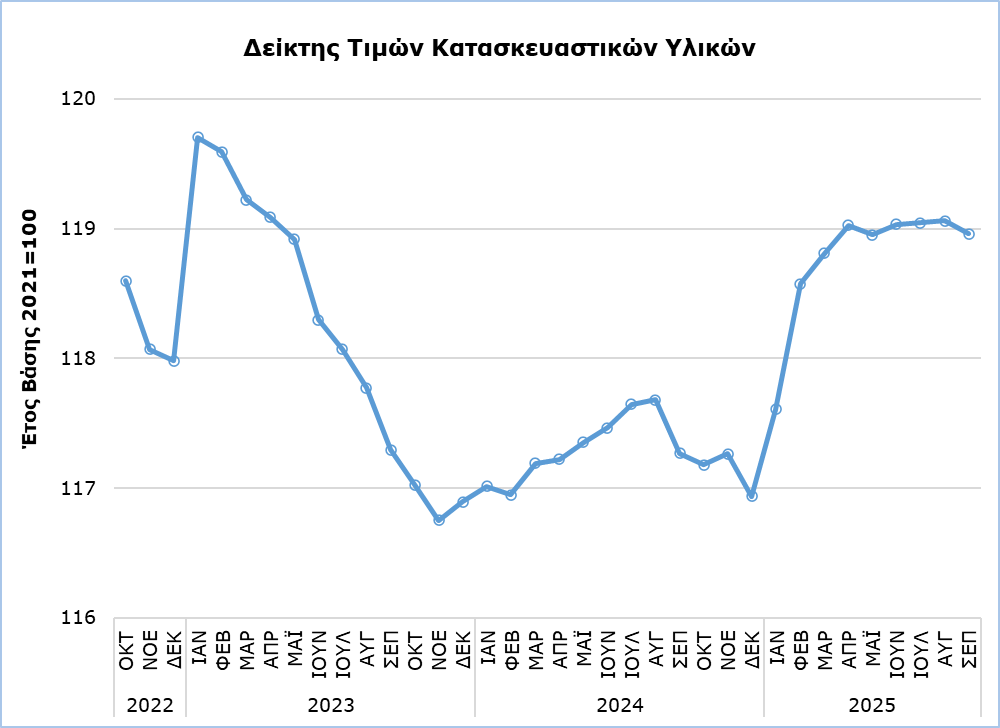 Δείκτης Τιμών Κατασκευαστικών Υλικών
Έτος Βάσης 2021=100
120
119
118
117
116
ΟΚΤ ΝΟΕ ΔΕΚ ΙΑΝ ΦΕΒ ΜΑΡ ΑΠΡ ΜΑΪ ΙΟΥΝ ΙΟΥΛ ΑΥΓ ΣΕΠ ΟΚΤ ΝΟΕ ΔΕΚ ΙΑΝ ΦΕΒ ΜΑΡ ΑΠΡ ΜΑΪ ΙΟΥΝ ΙΟΥΛ ΑΥΓ ΣΕΠ ΟΚΤ ΝΟΕ ΔΕΚ ΙΑΝ ΦΕΒ ΜΑΡ ΑΠΡ ΜΑΪ ΙΟΥΝ ΙΟΥΛ ΑΥΓ ΣΕΠ
2022 2023 2024 2025